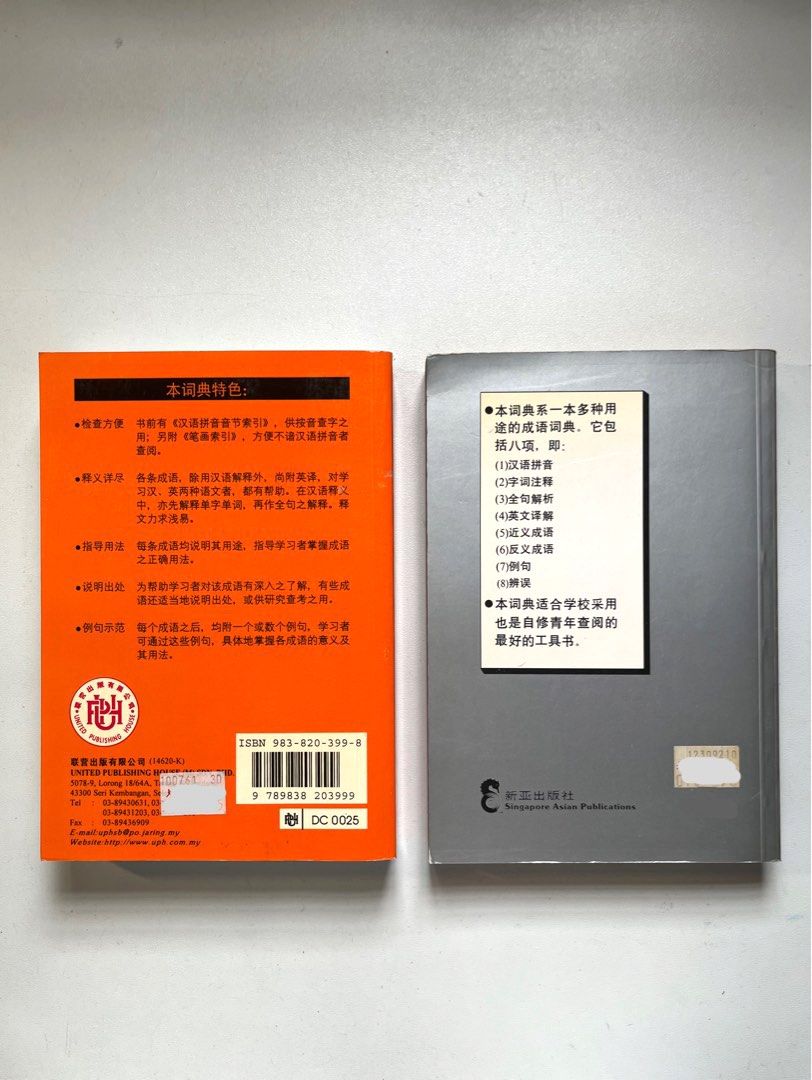 本词典特色：
●检查方便 书前有《汉语拼音音节索引》，供按音查字之
用；另附《笔画索引》，方便不谙汉语拼音者
查阅。
●释义详尽 各条成语，除用汉语解释外，尚附英译，对学
习汉、英两种语文者，都有帮助。在汉语释义
中，亦先解释单字单词，再作全句之解释。释
文力求浅易。
●指导用法 每条成语均说明其用途，指导学习者掌握成语
之正确用法。
●说明出处 为帮助学习者对该成语有深入之了解，有些成
语还适当地说明出处，或供研究查考之用。
●例句示范 每个成语之后，均附一个或数个例句，学习者
可通过这些例句，具体地掌握各成语的意义及
其用法。
联营出版有限公司
UPH
UNITED PUBLISHING HOUSE
联营出版有限公司 (14620-K)
UNITED PUBLISHING HOUSE (M) SDN. BHD.
5078-9, Lorong 18/64A, T
43300 Seri Kembangan, Se
Tel : 03-89430631, 03-
03-89431203, 03-
Fax : 03-89436909
E-mail:uphsb@po.jaring.my
Website:http://www.uph.com.my
100761 30
5
ISBN 983-820-399-8
9 789838 203999
UPH DC 0025
●本词典系一本多种用
途的成语词典。它包
括八项，即：
(1)汉语拼音
(2)字词注释
(3)全句解析
(4)英文译解
(5)近义成语
(6)反义成语
(7)例句
(8)辨误
●本词典适合学校采用
也是自修青年查阅的
最好的工具书。
新亚出版社
Singapore Asian Publications
12309210